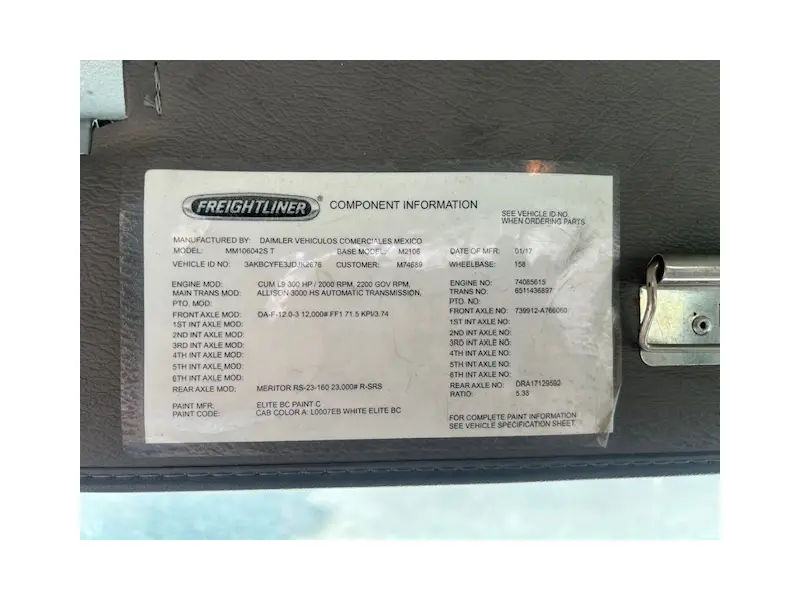 FREIGHTLINER® COMPONENT INFORMATION
SEE VEHICLE ID NO.
WHEN ORDERING PARTS
MANUFACTURED BY: DAIMLER VEHICULOS COMERCIALES MEXICO
MODEL: MM106042S T BASE MODEL: M2106 DATE OF MFR: 01/17
VEHICLE ID NO: CUSTOMER: M74689 WHEELBASE: 158
ENGINE MOD: CUM L9 300 HP / 2000 RPM, 2200 GOV RPM, ENGINE NO: 74085615
MAIN TRANS MOD: ALLISON 3000 HS AUTOMATIC TRANSMISSION, TRANS NO: 6511436897
PTO, MOD: PTO, NO:
FRONT AXLE MOD: DA-F-12.0-3 12,000# FF1 71.5 KPI/3.74 FRONT AXLE NO: 739912-A766060
1ST INT AXLE MOD: 1ST INT AXLE NO:
2ND INT AXLE MOD: 2ND INT AXLE NO:
3RD INT AXLE MOD: 3RD INT AXLE NO:
4TH INT AXLE MOD: 4TH INT AXLE NO:
5TH INT AXLE MOD: 5TH INT AXLE NO:
6TH INT AXLE MOD: 6TH INT AXLE NO:
REAR AXLE MOD: MERITOR RS-23-160 23,000# R-SRS REAR AXLE NO: DRA17129592
RATIO: 5.38
PAINT MFR: ELITE BC PAINT C
PAINT CODE: CAB COLOR A: L0007EB WHITE ELITE BC
FOR COMPLETE PAINT INFORMATION
SEE VEHICLE SPECIFICATION SHEET.